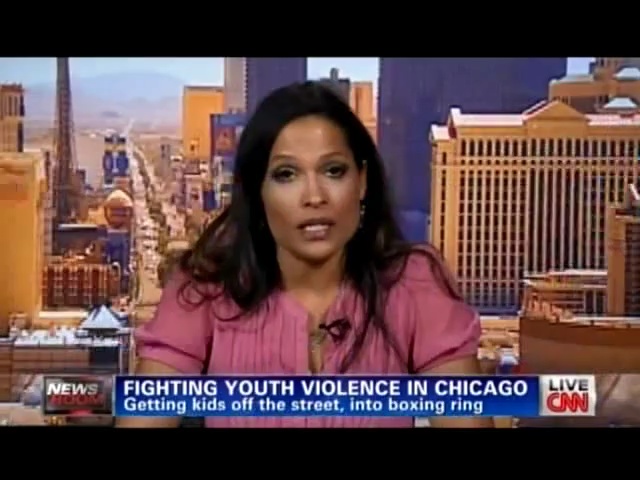 NEWS ROOM
FIGHTING YOUTH VIOLENCE IN CHICAGO
Getting kids off the street, into boxing ring
LIVE
CNN